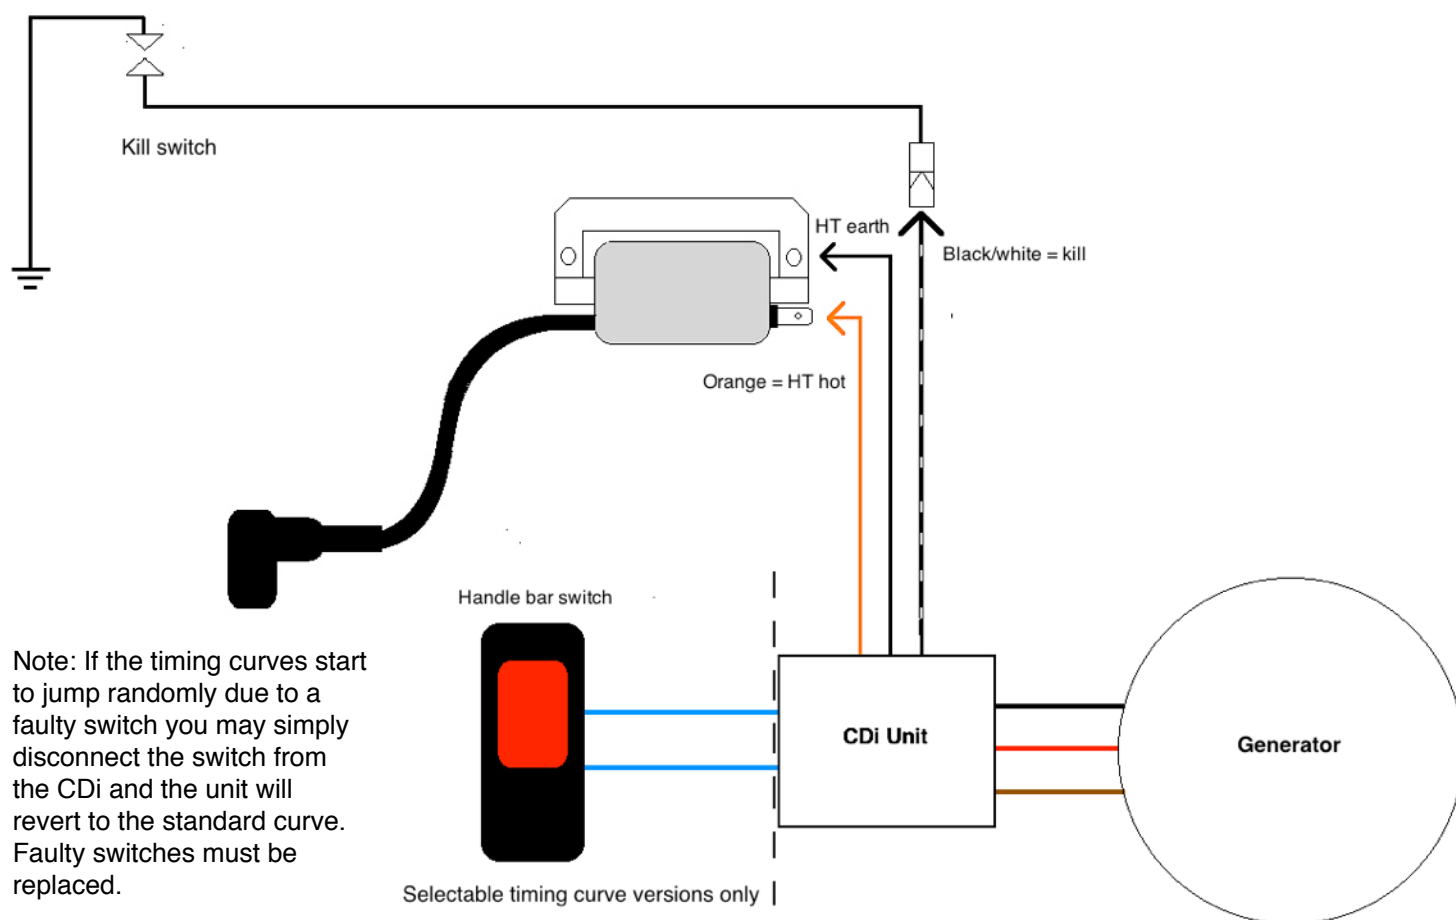 Kill switch
HT earth
Black/white = kill
Orange = HT hot
Handle bar switch
Note: If the timing curves start
to jump randomly due to a
faulty switch you may simply
disconnect the switch from
the CDi and the unit will
revert to the standard curve.
Faulty switches must be
replaced.
CDi Unit
Generator
Selectable timing curve versions only